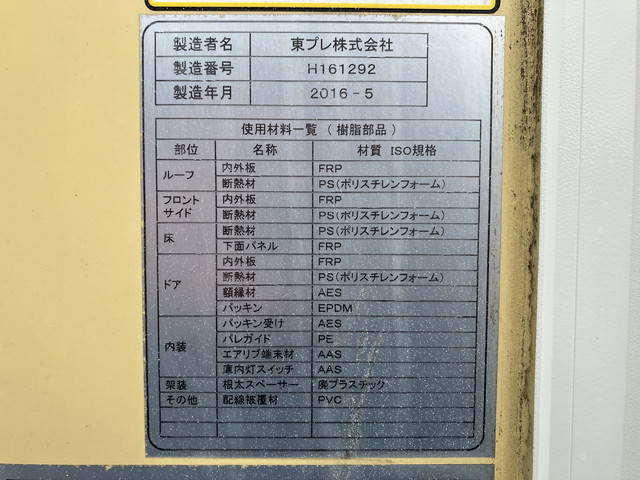 製造者名 東プレ株式会社
製造番号 H161292
製造年月 2016-5
使用材料一覧 (樹脂部品)
部位 名称 材質 ISO規格
ルーフ 内外板 FRP
断熱材 PS(ポリスチレンフォーム)
フロント サイド 内外板 FRP
断熱材 PS(ポリスチレンフォーム)
床 断熱材 PS(ポリスチレンフォーム)
下面パネル FRP
ドア 内外板 FRP
断熱材 PS(ポリスチレンフォーム)
額縁材 AES
パッキン EPDM
内装 パッキン受け AES
パレガイド PE
エアリブ端末材 AAS
庫内灯スイッチ AAS
架装 根太スペーサー 廃プラスチック
その他 配線被覆材 PVC